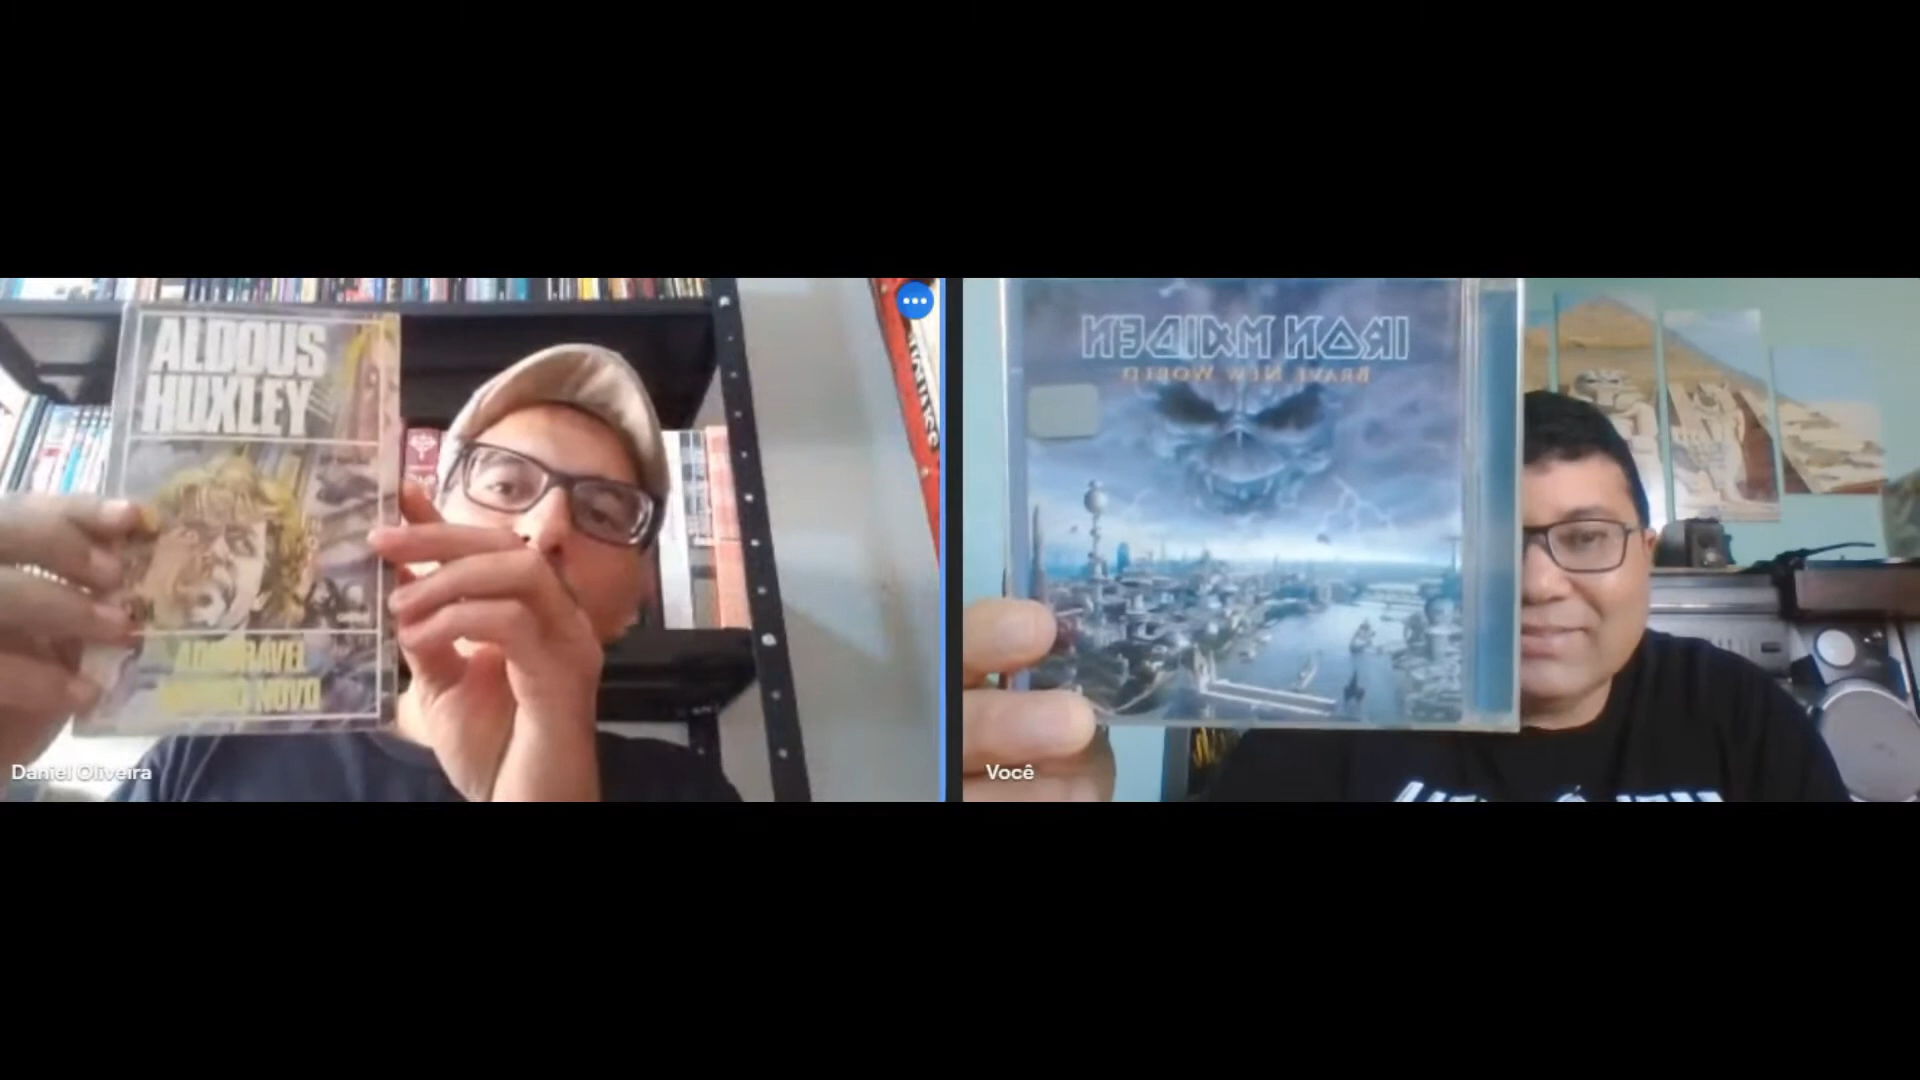 ALDOUS
HUXLEY
ADMIRÁVEL
MUNDO NOVO
Daniel Oliveira
IRON MAIDEN
BRAVE NEW WORLD
Você